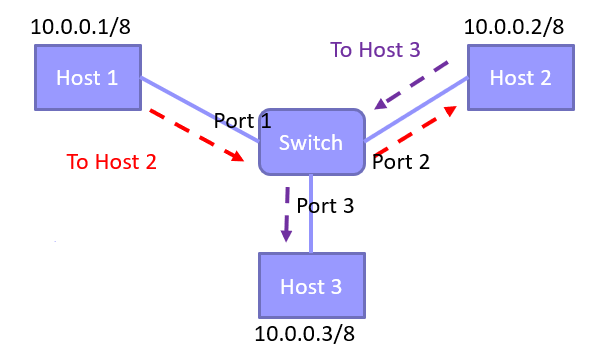 10.0.0.1/8
10.0.0.2/8
To Host 3
Host 1
Host 2
Port 1
Switch
To Host 2
Port 2
Port 3
Host 3
10.0.0.3/8